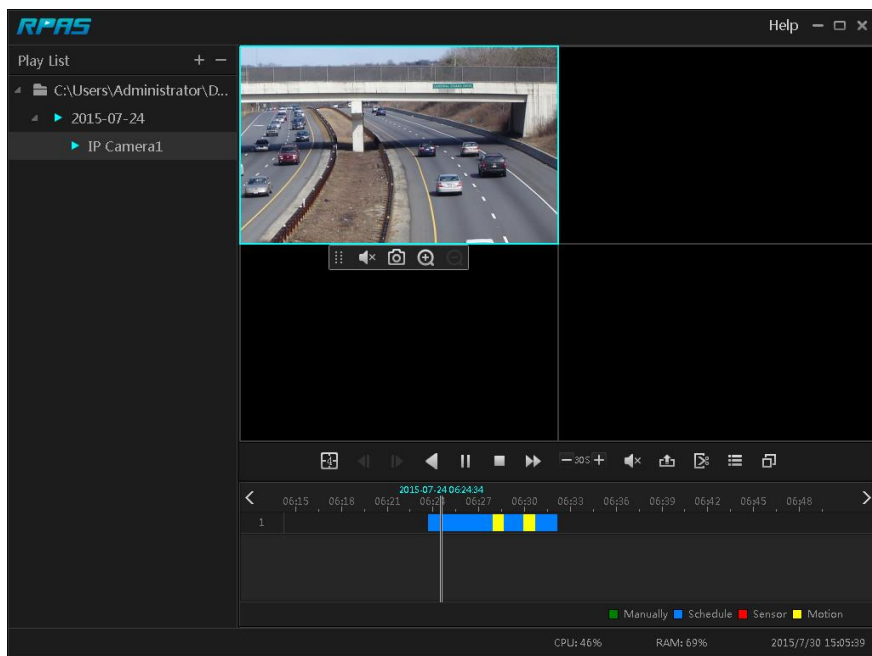 RPAS
Help
Play List + −
C:\Users\Administrator\D...
2015-07-24
IP Camera1
4
30S
2015-07-24 06:24:34
06:15 06:18 06:21 06:24 06:27 06:30 06:33 06:36 06:39 06:42 06:45 06:48
1
Manually Schedule Sensor Motion
CPU: 46% RAM: 69% 2015/7/30 15:05:39